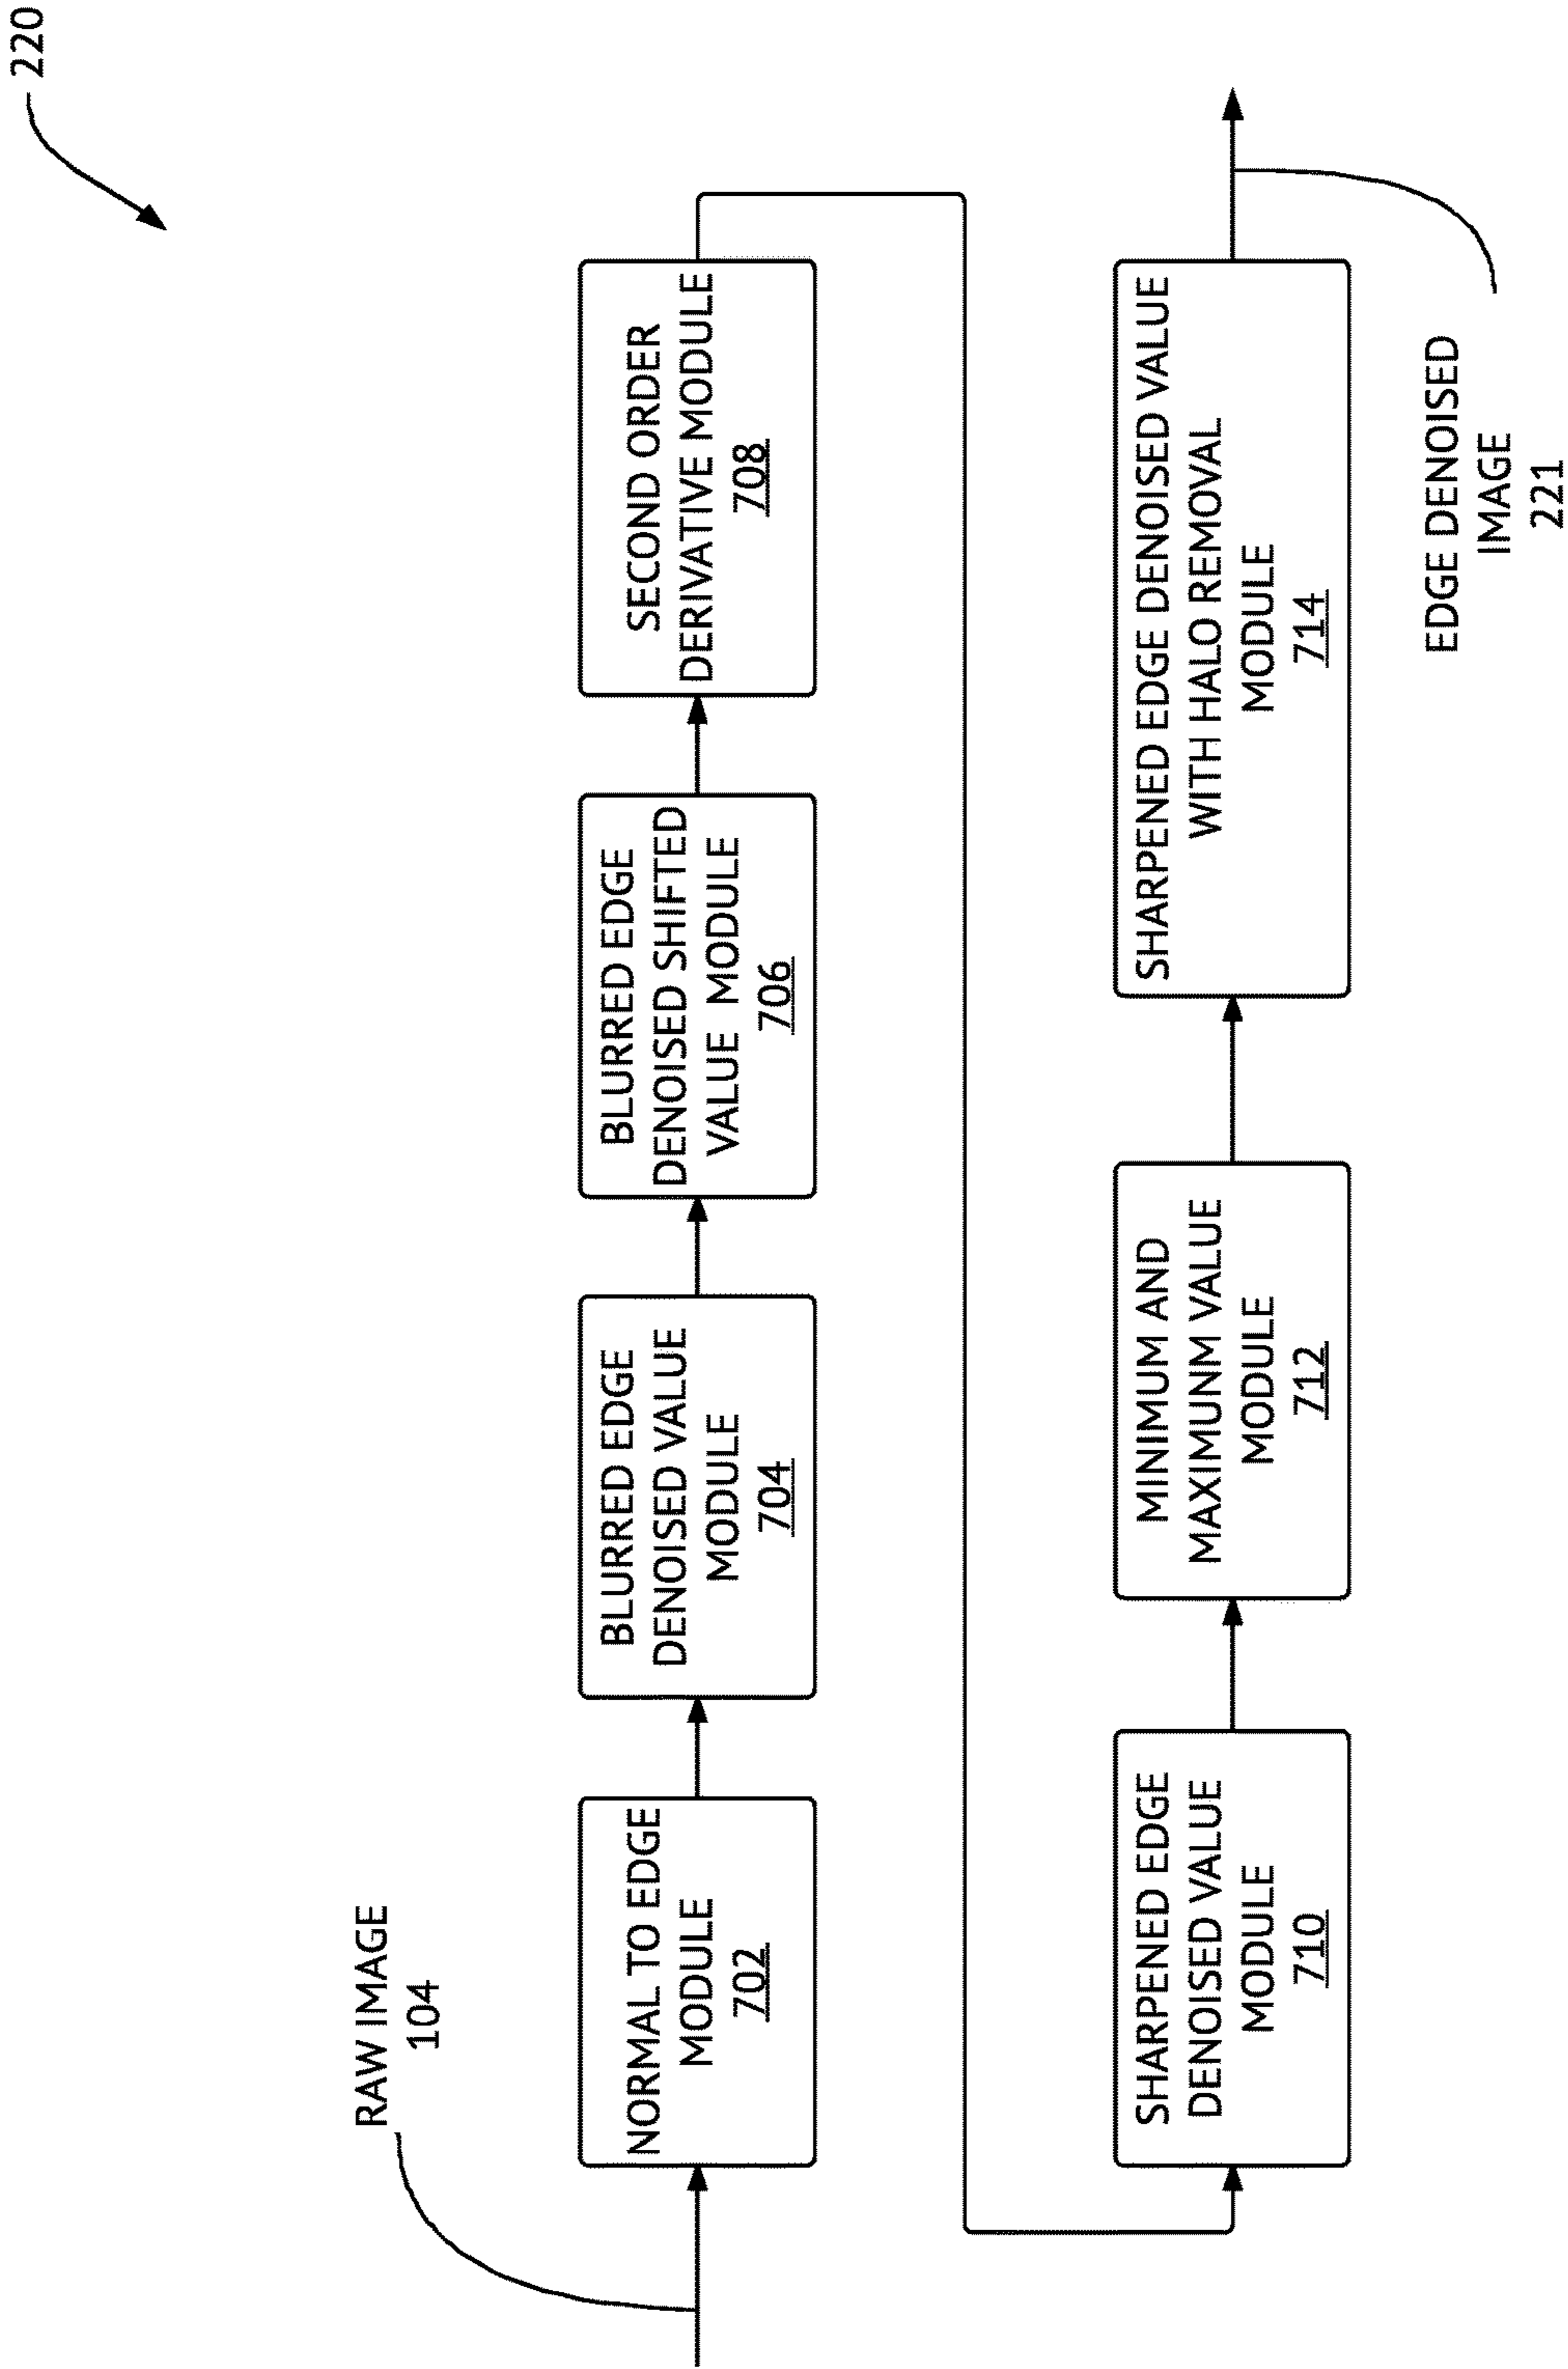 220
RAW IMAGE
104
NORMAL TO EDGE
MODULE
702
BLURRED EDGE
DENOISED VALUE
MODULE
704
BLURRED EDGE
DENOISED SHIFTED
VALUE MODULE
706
SECOND ORDER
DERIVATIVE MODULE
708
SHARPENED EDGE
DENOISED VALUE
MODULE
710
MINIMUM AND
MAXIMUNM VALUE
MODULE
712
SHARPENED EDGE DENOISED VALUE
WITH HALO REMOVAL
MODULE
714
EDGE DENOISED
IMAGE
221